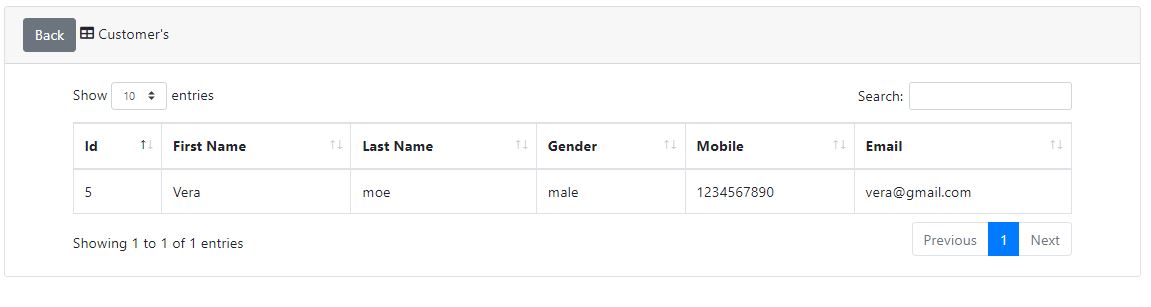 Back Customer's
Show 10 entries Search:
Id First Name Last Name Gender Mobile Email
5 Vera moe male 1234567890 vera@gmail.com
Showing 1 to 1 of 1 entries Previous 1 Next